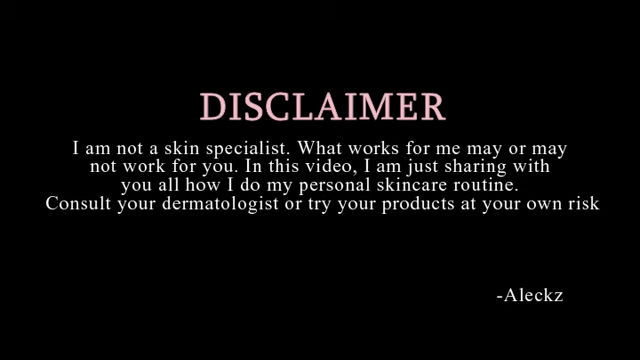 DISCLAIMER
I am not a skin specialist. What works for me may or may
not work for you. In this video, I am just sharing with
you all how I do my personal skincare routine.
Consult your dermatologist or try your products at your own risk
-Aleckz